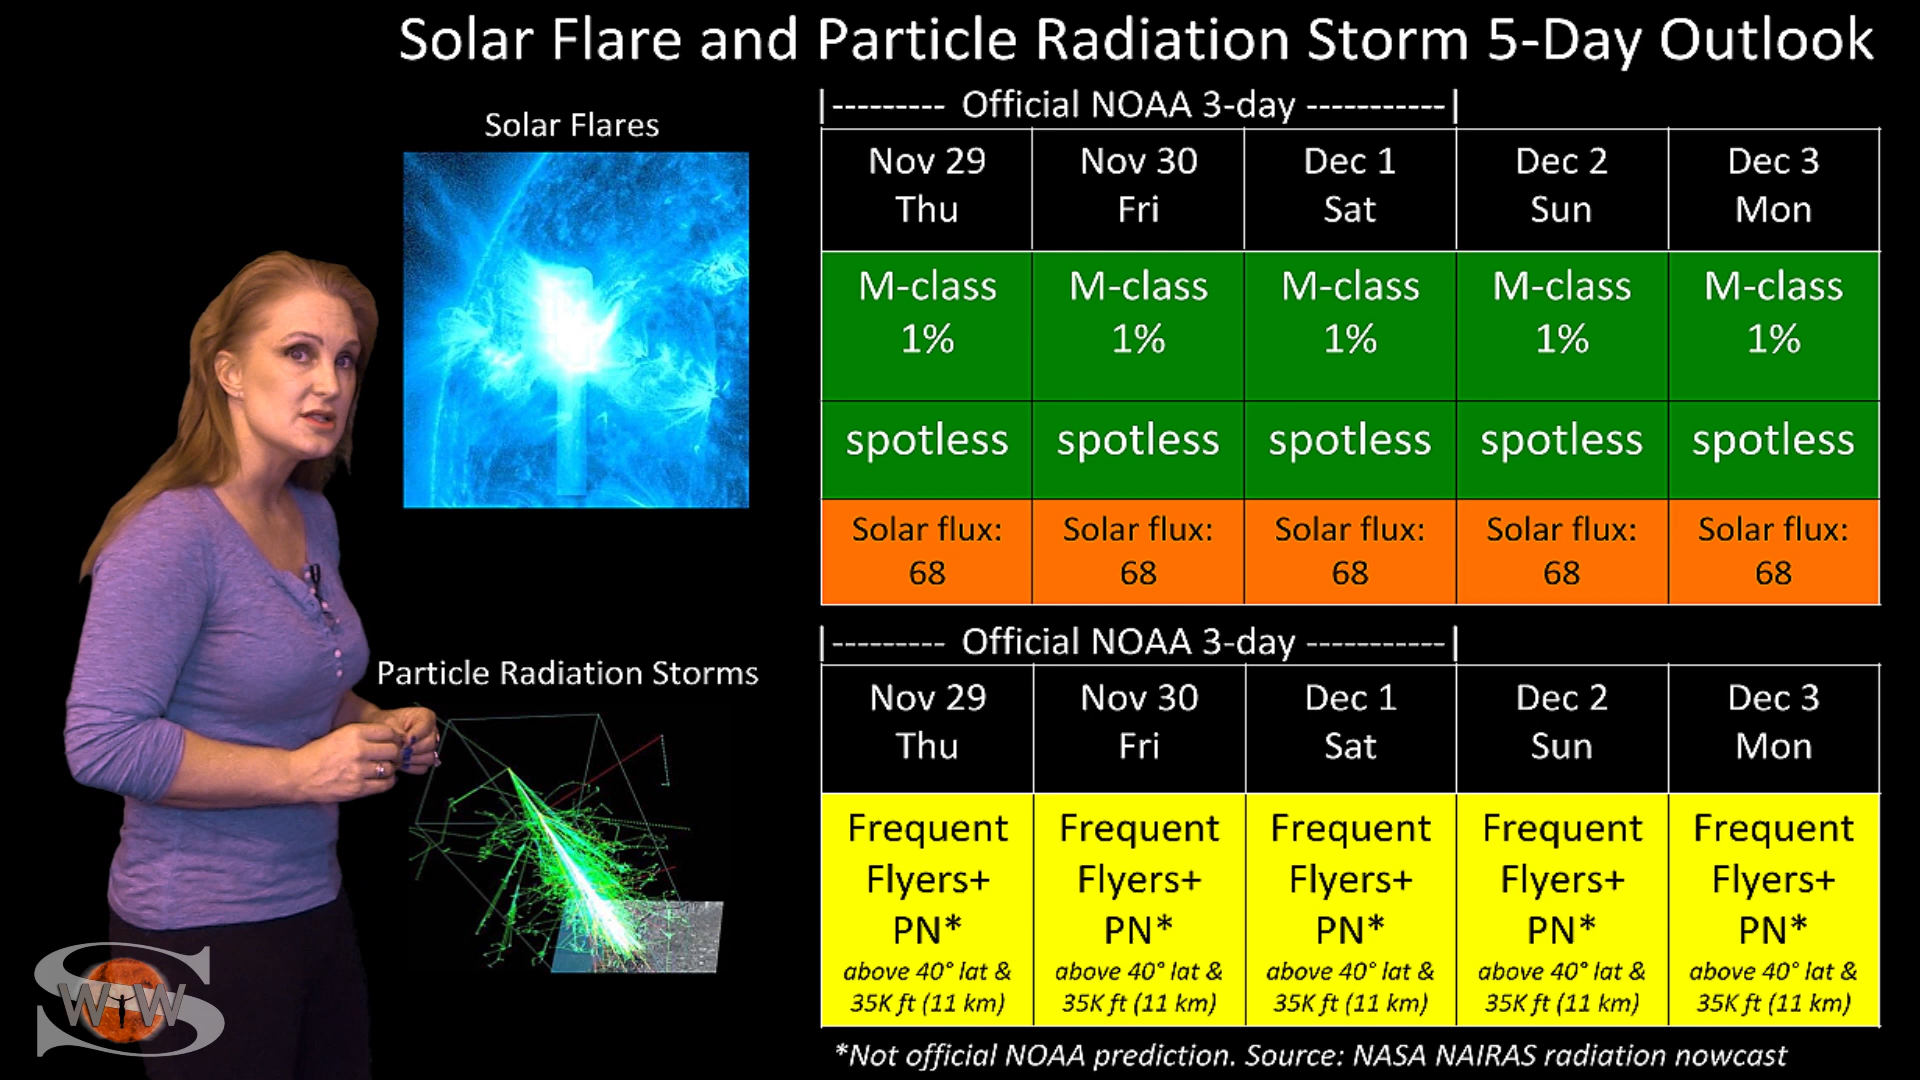 Solar Flare and Particle Radiation Storm 5-Day Outlook
Solar Flares
|--------- Official NOAA 3-day -----------|
Nov 29 Nov 30 Dec 1 Dec 2 Dec 3
Thu Fri Sat Sun Mon
M-class M-class M-class M-class M-class
1% 1% 1% 1% 1%
spotless spotless spotless spotless spotless
Solar flux: Solar flux: Solar flux: Solar flux: Solar flux:
68 68 68 68 68
Particle Radiation Storms
|--------- Official NOAA 3-day -----------|
Nov 29 Nov 30 Dec 1 Dec 2 Dec 3
Thu Fri Sat Sun Mon
Frequent Frequent Frequent Frequent Frequent
Flyers+ Flyers+ Flyers+ Flyers+ Flyers+
PN* PN* PN* PN* PN*
above 40° lat & above 40° lat & above 40° lat & above 40° lat & above 40° lat &
35K ft (11 km) 35K ft (11 km) 35K ft (11 km) 35K ft (11 km) 35K ft (11 km)
*Not official NOAA prediction. Source: NASA NAIRAS radiation nowcast
S
WTW